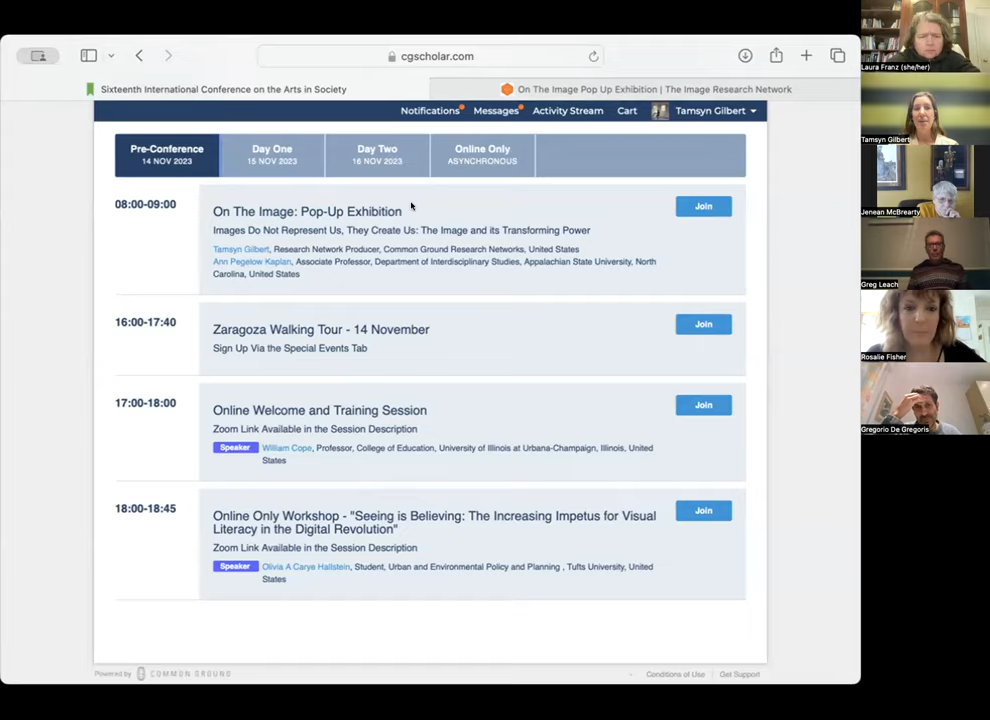 cgscholar.com
Sixteenth International Conference on the Arts in Society
On The Image Pop Up Exhibition | The Image Research Network
Notifications Messages Activity Stream Cart Tamsyn Gilbert
Pre-Conference
14 NOV 2023
Day One
15 NOV 2023
Day Two
16 NOV 2023
Online Only
ASYNCHRONOUS
08:00-09:00
On The Image: Pop-Up Exhibition
Join
Images Do Not Represent Us, They Create Us: The Image and its Transforming Power
Tamsyn Gilbert, Research Network Producer, Common Ground Research Networks, United States
Ann Pegelow Kaplan, Associate Professor, Department of Interdisciplinary Studies, Appalachian State University, North
Carolina, United States
16:00-17:40
Zaragoza Walking Tour - 14 November
Join
Sign Up Via the Special Events Tab
17:00-18:00
Online Welcome and Training Session
Join
Zoom Link Available in the Session Description
Speaker William Cope, Professor, College of Education, University of Illinois at Urbana-Champaign, Illinois, United
States
18:00-18:45
Online Only Workshop - "Seeing is Believing: The Increasing Impetus for Visual
Literacy in the Digital Revolution"
Join
Zoom Link Available in the Session Description
Speaker Olivia A Carye Hallstein, Student, Urban and Environmental Policy and Planning , Tufts University, United
States
Powered by COMMON GROUND
Conditions of Use | Get Support
Laura Franz (she/her)
Tamsyn Gilbert
Jenean McBrearty
Greg Leach
Rosalie Fisher
Gregorio De Gregoris